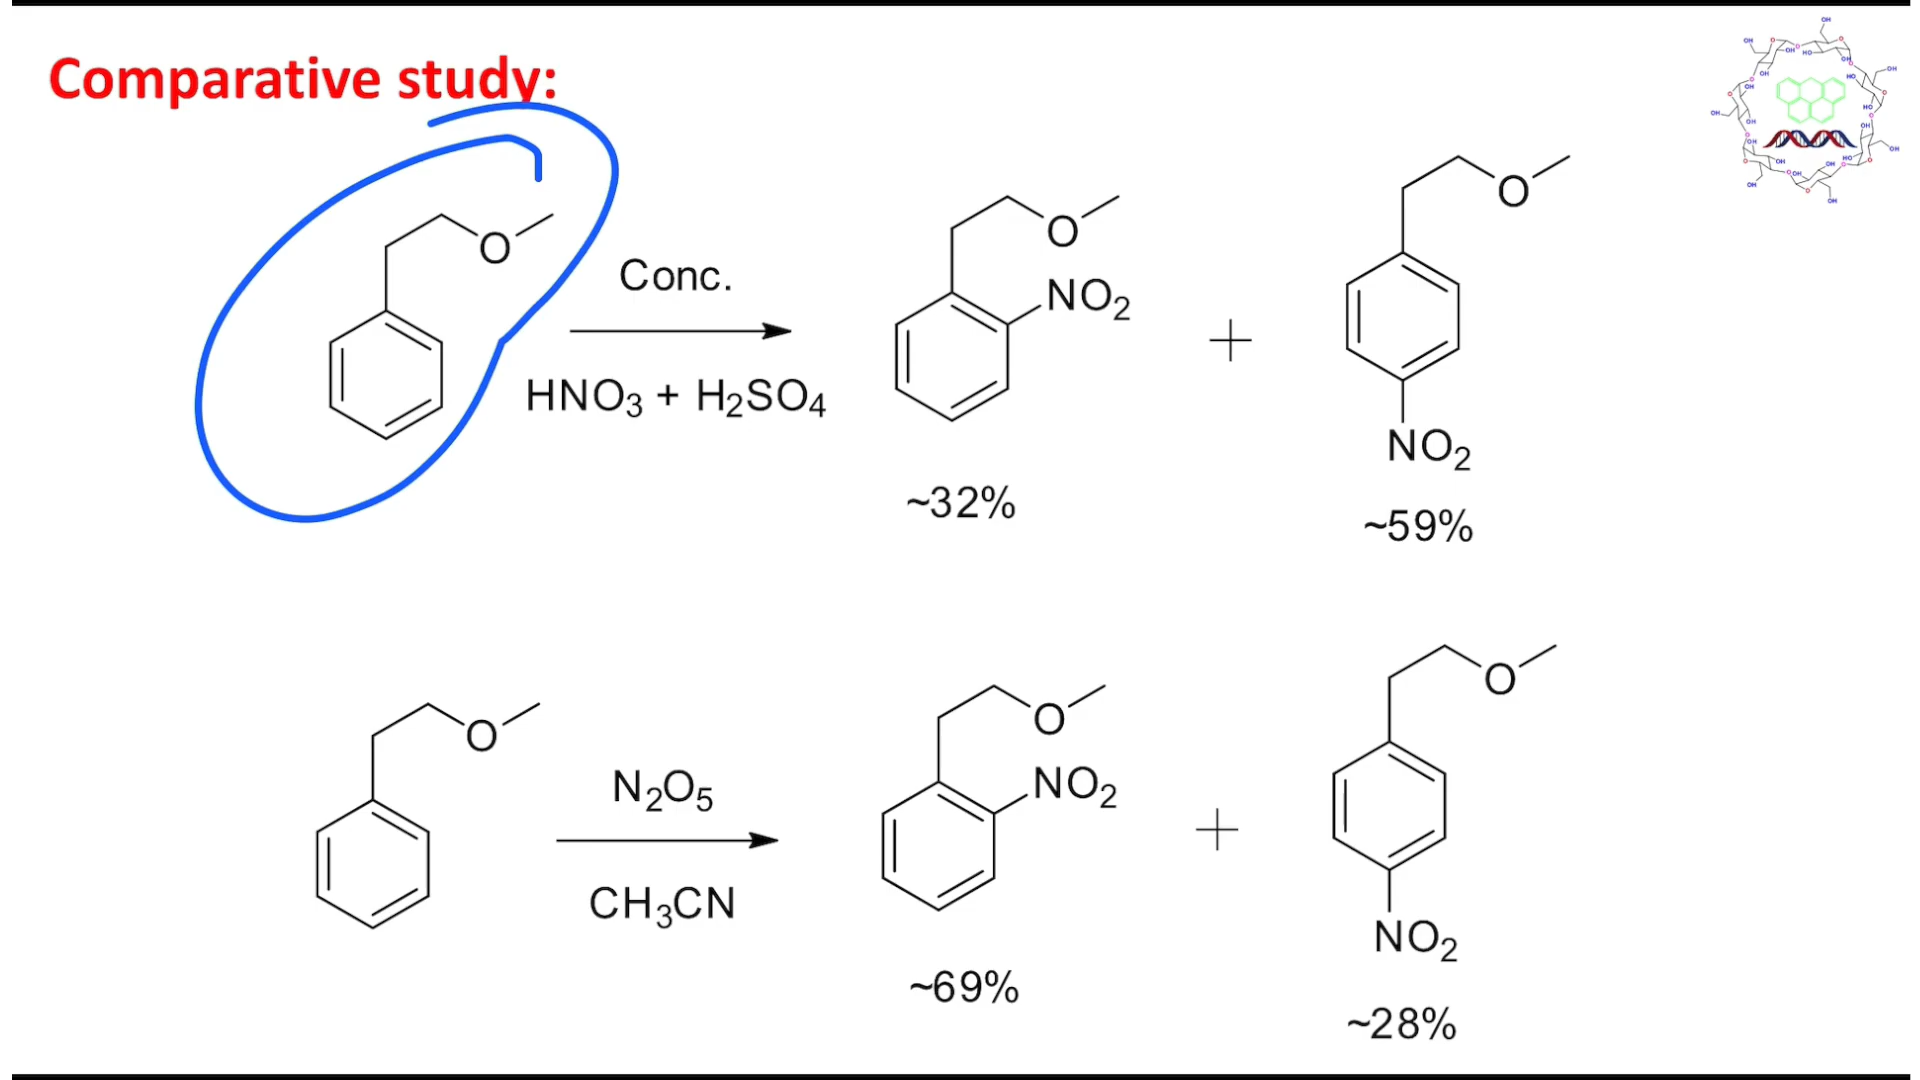 Comparative study:
O
Conc.
HNO3 + H2SO4
O
NO2
+
O
NO2
~32%
~59%
O
N2O5
CH3CN
O
NO2
+
O
NO2
~69%
~28%